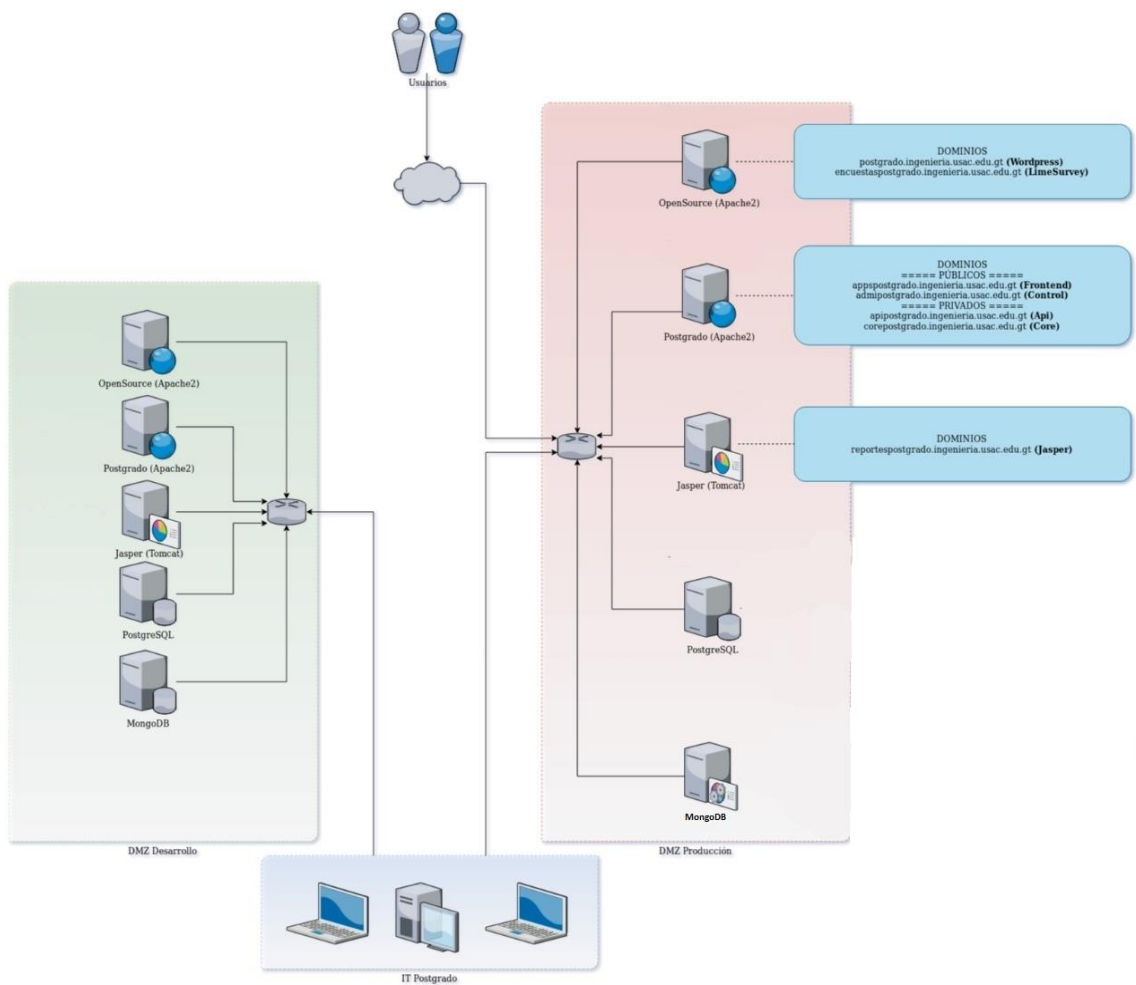 Usuarios
OpenSource (Apache2)
DOMINIOS
postgrado.ingenieria.usac.edu.gt (Wordpress)
encuestaspostgrado.ingenieria.usac.edu.gt (LimeSurvey)
Postgrado (Apache2)
DOMINIOS
===== PÚBLICOS =====
appspostgrado.ingenieria.usac.edu.gt (Frontend)
admipostgrado.ingenieria.usac.edu.gt (Control)
===== PRIVADOS =====
apipostgrado.ingenieria.usac.edu.gt (Api)
corepostgrado.ingenieria.usac.edu.gt (Core)
Jasper (Tomcat)
DOMINIOS
reportespostgrado.ingenieria.usac.edu.gt (Jasper)
PostgreSQL
MongoDB
DMZ Producción
OpenSource (Apache2)
Postgrado (Apache2)
Jasper (Tomcat)
PostgreSQL
MongoDB
DMZ Desarrollo
IT Postgrado